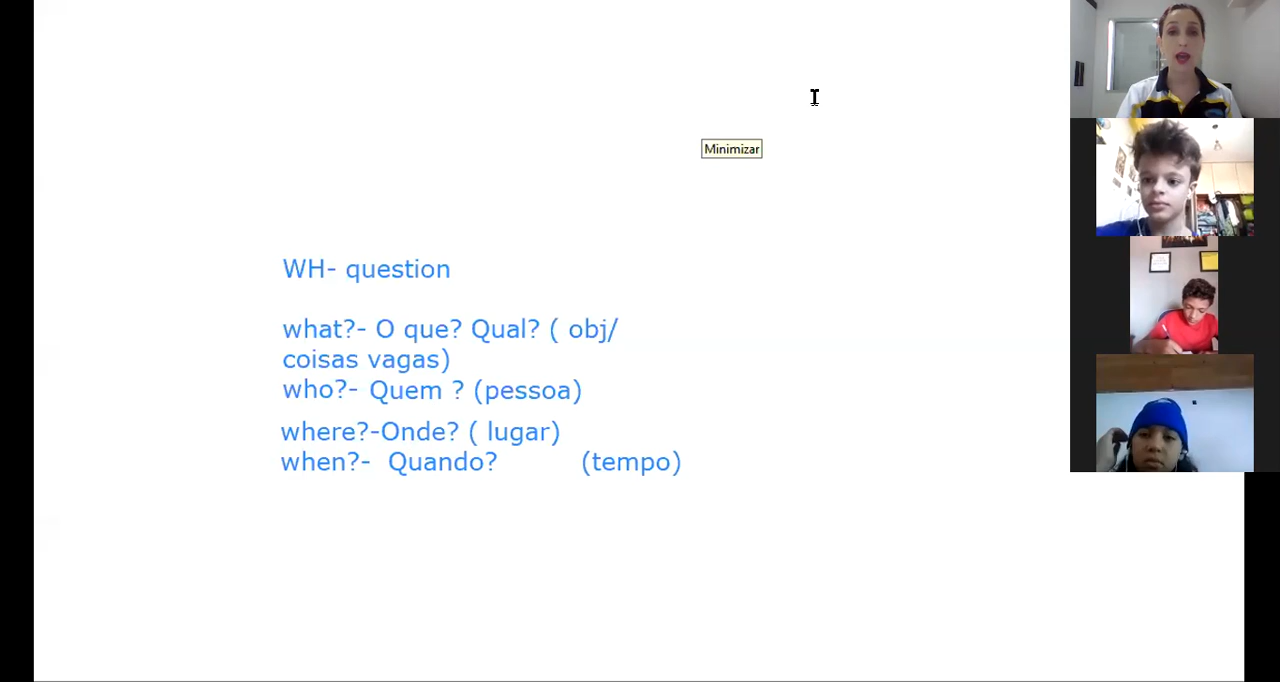 Minimizar
WH- question
what?- O que? Qual? ( obj/
coisas vagas)
who?- Quem ? (pessoa)
where?-Onde? ( lugar)
when?- Quando? (tempo)